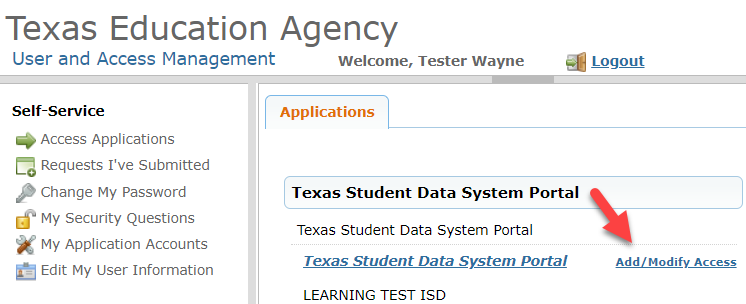 Texas Education Agency
User and Access Management
Welcome, Tester Wayne
Logout
Self-Service
Access Applications
Requests I've Submitted
Change My Password
My Security Questions
My Application Accounts
Edit My User Information
Applications
Texas Student Data System Portal
Texas Student Data System Portal
Texas Student Data System Portal
Add/Modify Access
LEARNING TEST ISD